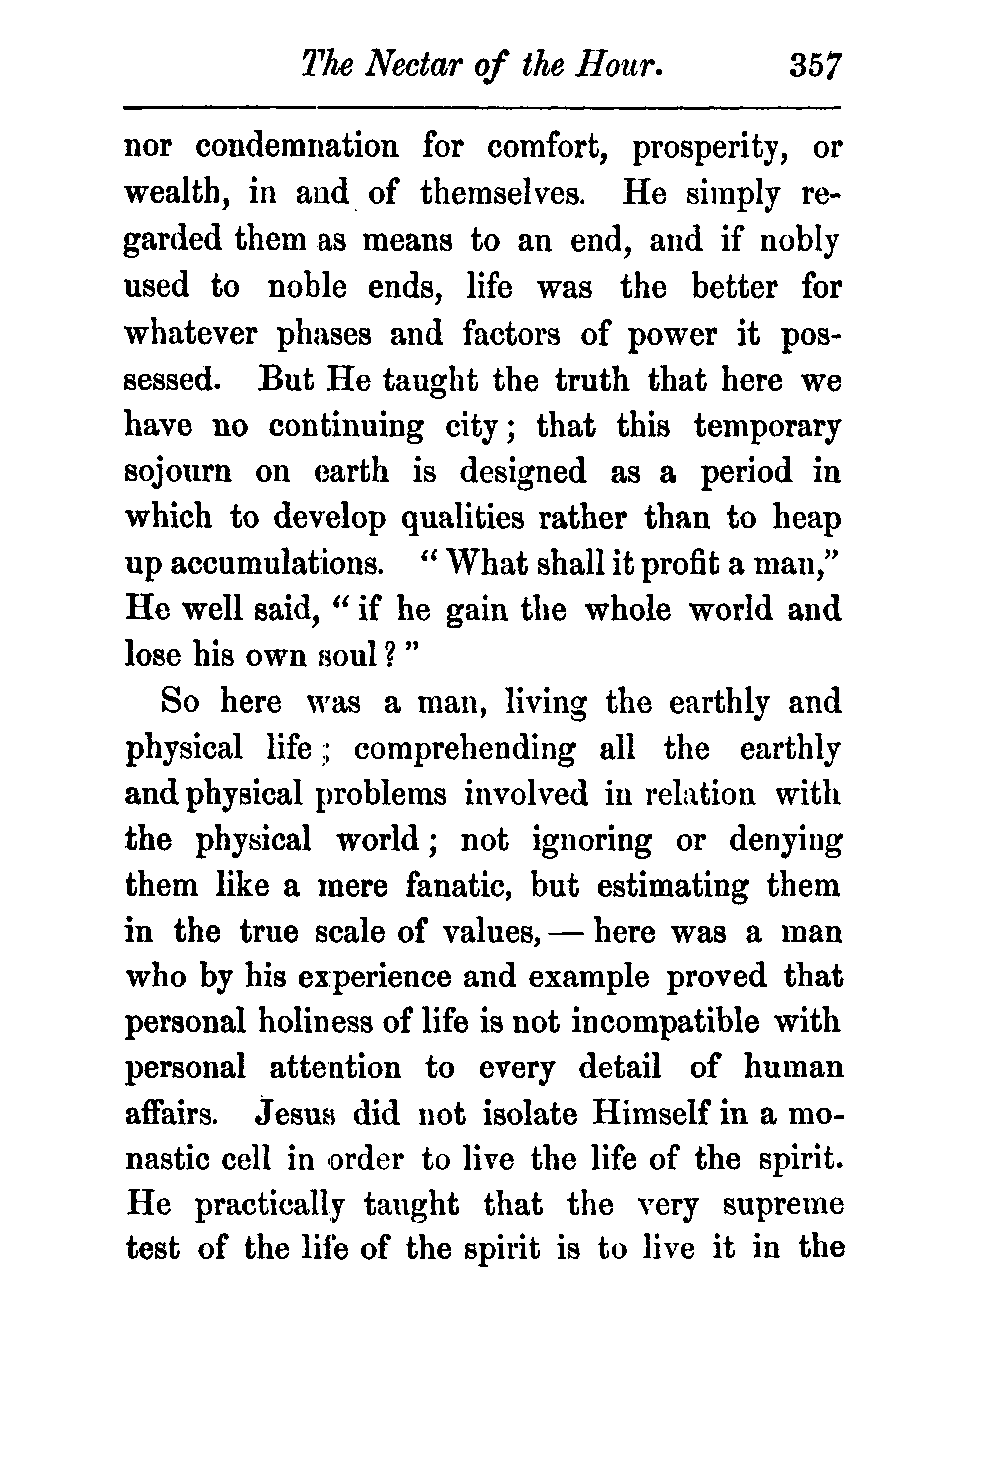 The Nectar of the Hour. 357
nor condemnation for comfort, prosperity, or
wealth, in and of themselves. He simply re-
garded them as means to an end, and if nobly
used to noble ends, life was the better for
whatever phases and factors of power it pos-
sessed. But He taught the truth that here we
have no continuing city; that this temporary
sojourn on earth is designed as a period in
which to develop qualities rather than to heap
up accumulations. “What shall it profit a man,”
He well said, “if he gain the whole world and
lose his own soul?”
So here was a man, living the earthly and
physical life; comprehending all the earthly
and physical problems involved in relation with
the physical world; not ignoring or denying
them like a mere fanatic, but estimating them
in the true scale of values,— here was a man
who by his experience and example proved that
personal holiness of life is not incompatible with
personal attention to every detail of human
affairs. Jesus did not isolate Himself in a mo-
nastic cell in order to live the life of the spirit.
He practically taught that the very supreme
test of the life of the spirit is to live it in the